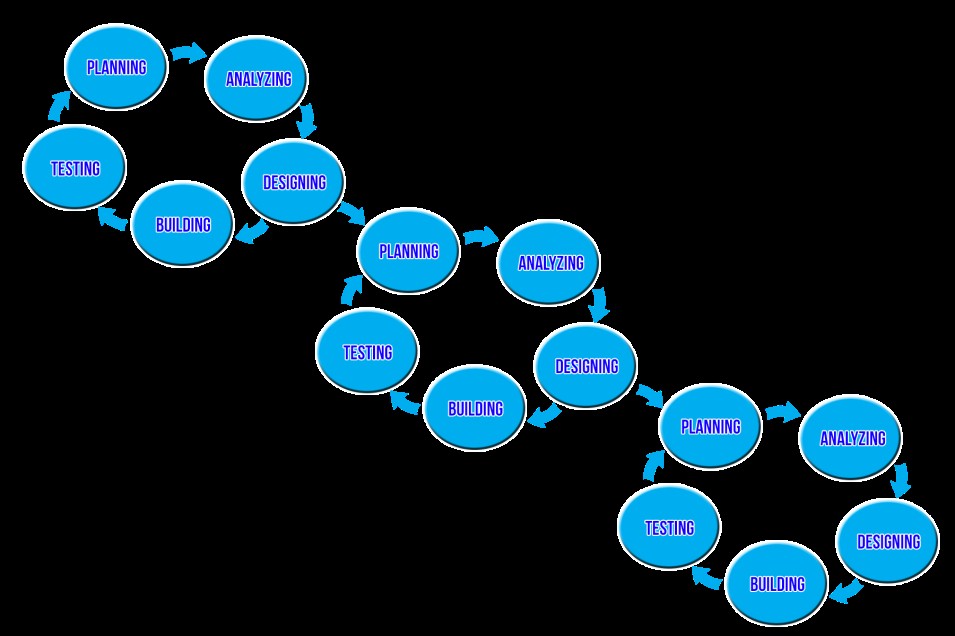 PLANNING
ANALYZING
DESIGNING
BUILDING
TESTING
PLANNING
ANALYZING
DESIGNING
BUILDING
TESTING
PLANNING
ANALYZING
DESIGNING
BUILDING
TESTING